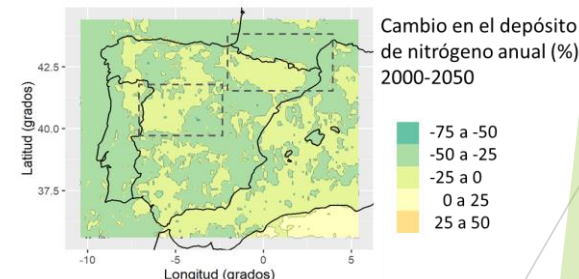 Cambio en el depósito
de nitrógeno anual (%)
2000-2050
-75 a -50
-50 a -25
-25 a 0
0 a 25
25 a 50
Latitud (grados)
42.5
40.0
37.5
-10
-5
0
5
Longitud (grados)